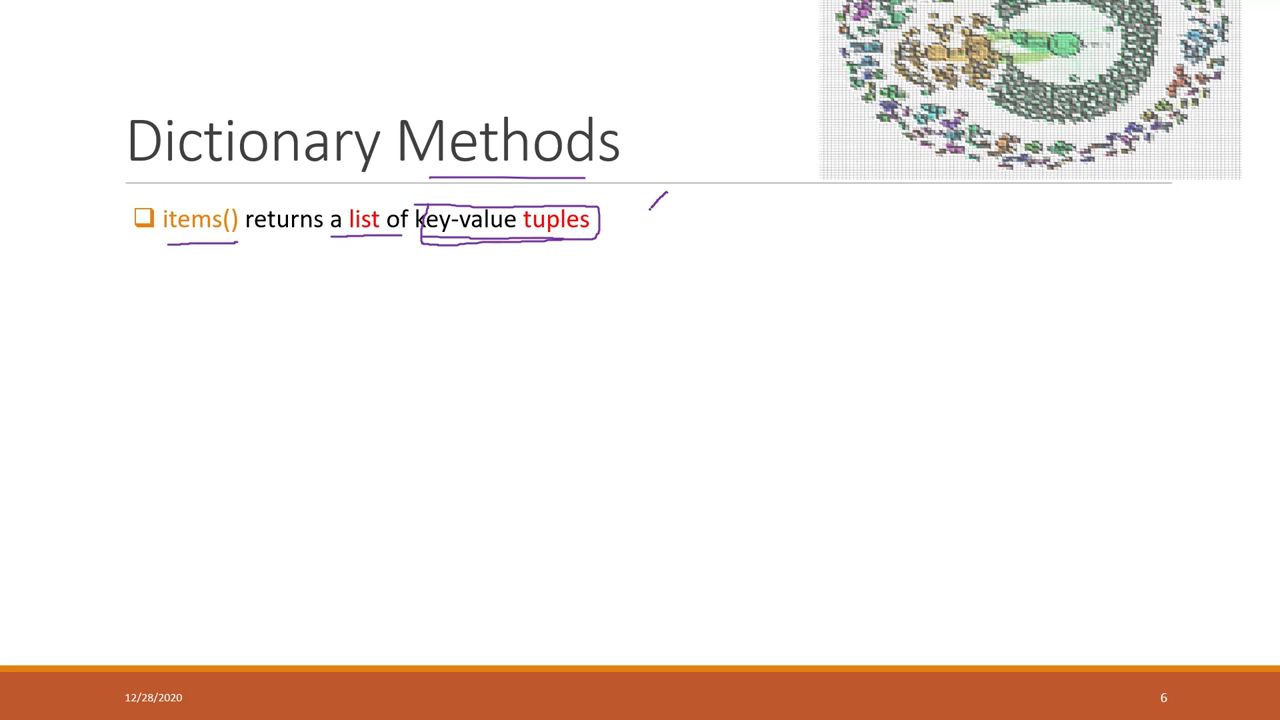 Dictionary Methods
items() returns a list of key-value tuples
12/28/2020
6